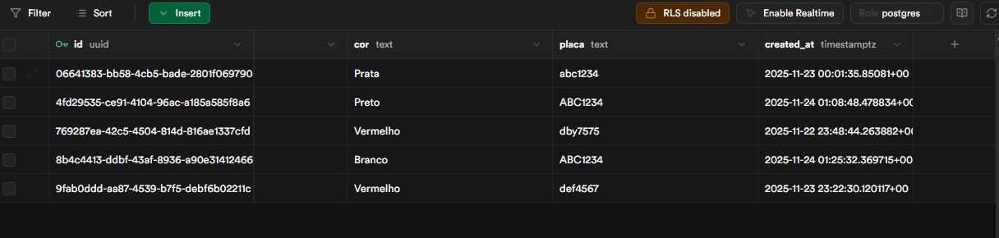 Filter Sort Insert RLS disabled Enable Realtime Role postgres
id uuid cor text placa text created_at timestamptz
06641383-bb58-4cb5-bade-2801f069790 Prata abc1234 2025-11-23 00:01:35.85081+00
4fd29535-ce91-4104-96ac-a185a585f8a6 Preto ABC1234 2025-11-24 01:08:48.478834+00
769287ea-42c5-4504-814d-816ae1337cfd Vermelho dby7575 2025-11-22 23:48:44.263882+00
8b4c4413-ddbf-43af-8936-a90e31412466 Branco ABC1234 2025-11-24 01:25:32.369715+00
9fab0ddd-aa87-4539-b7f5-debf6b02211c Vermelho def4567 2025-11-23 23:22:30.120117+00